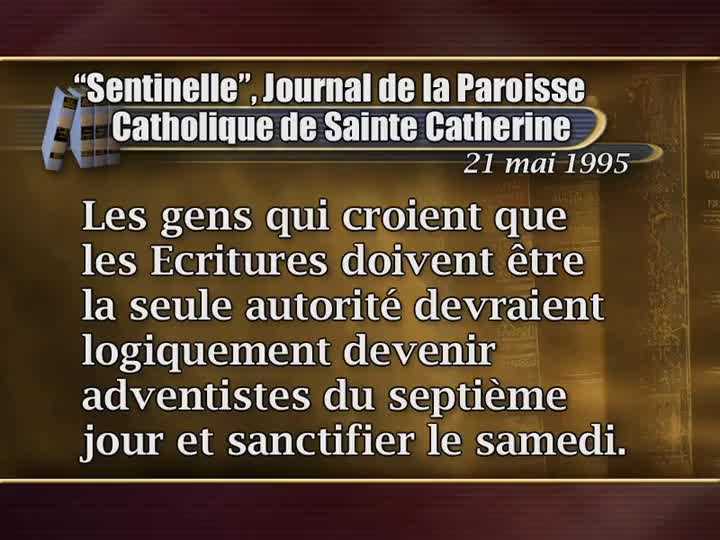 “Sentinelle”, Journal de la Paroisse
Catholique de Sainte Catherine
21 mai 1995
Les gens qui croient que
les Ecritures doivent être
la seule autorité devraient
logiquement devenir
adventistes du septième
jour et sanctifier le samedi.